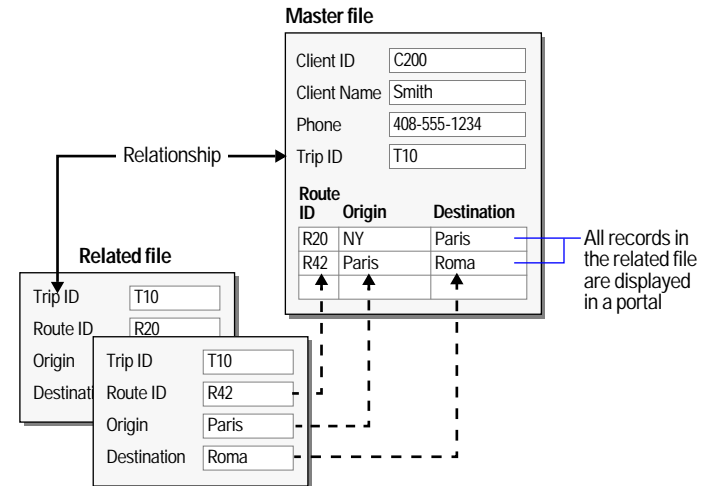 Master file
Client ID C200
Client Name Smith
Phone 408-555-1234
Trip ID T10
Relationship
Route
ID Origin Destination
R20 NY Paris
R42 Paris Roma
All records in
the related file
are displayed
in a portal
Related file
Trip ID T10
Route ID R20
Origin
Destinati
Trip ID T10
Route ID R42
Origin Paris
Destination Roma